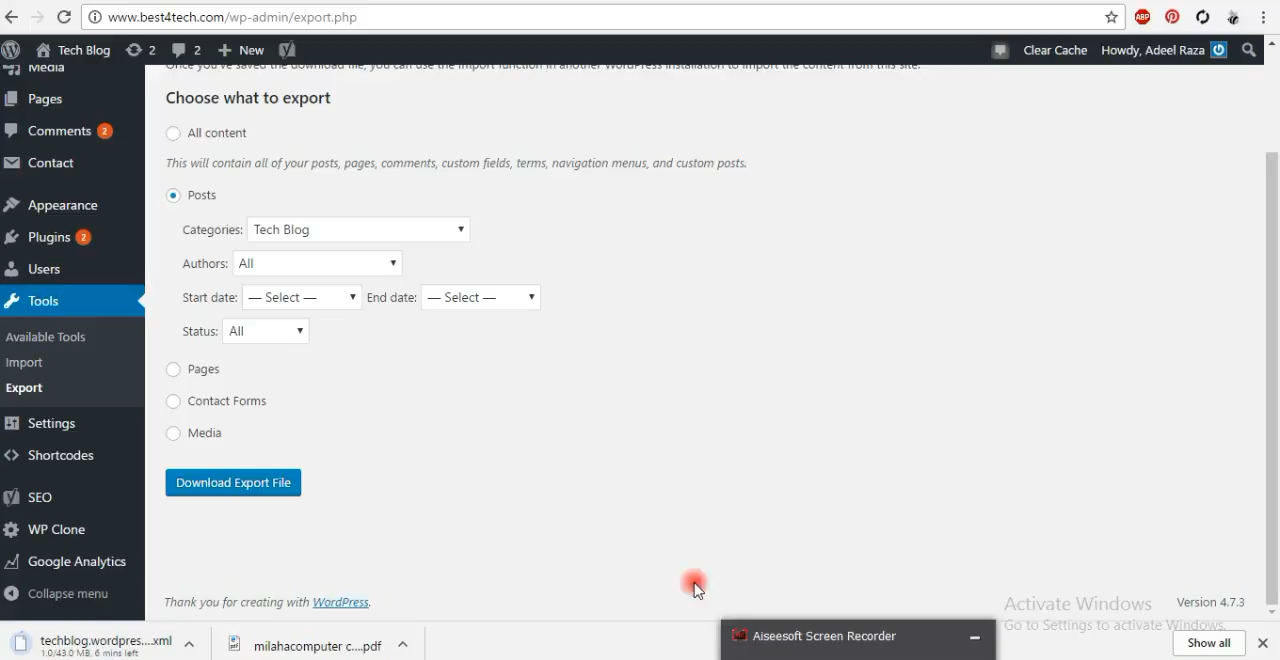 www.best4tech.com/wp-admin/export.php
ABP
Tech Blog 2 2 New Clear Cache Howdy, Adeel Raza
Media
Once you've saved the download file, you can use the Import function in another WordPress installation to import the content from this site.
Pages
Choose what to export
Comments 2
All content
Contact
This will contain all of your posts, pages, comments, custom fields, terms, navigation menus, and custom posts.
Posts
Appearance
Categories: Tech Blog
Plugins 2
Authors: All
Users
Start date: — Select — End date: — Select —
Tools
Status: All
Available Tools
Import
Pages
Export
Contact Forms
Settings
Media
Shortcodes
Download Export File
SEO
WP Clone
Google Analytics
Collapse menu
Thank you for creating with WordPress.
Version 4.7.3
Activate Windows
Go to Settings to activate Windows.
techblog.wordpres....xml
1.0/43.0 MB, 6 mins left
milahacomputer c....pdf
Aiseesoft Screen Recorder
Show all